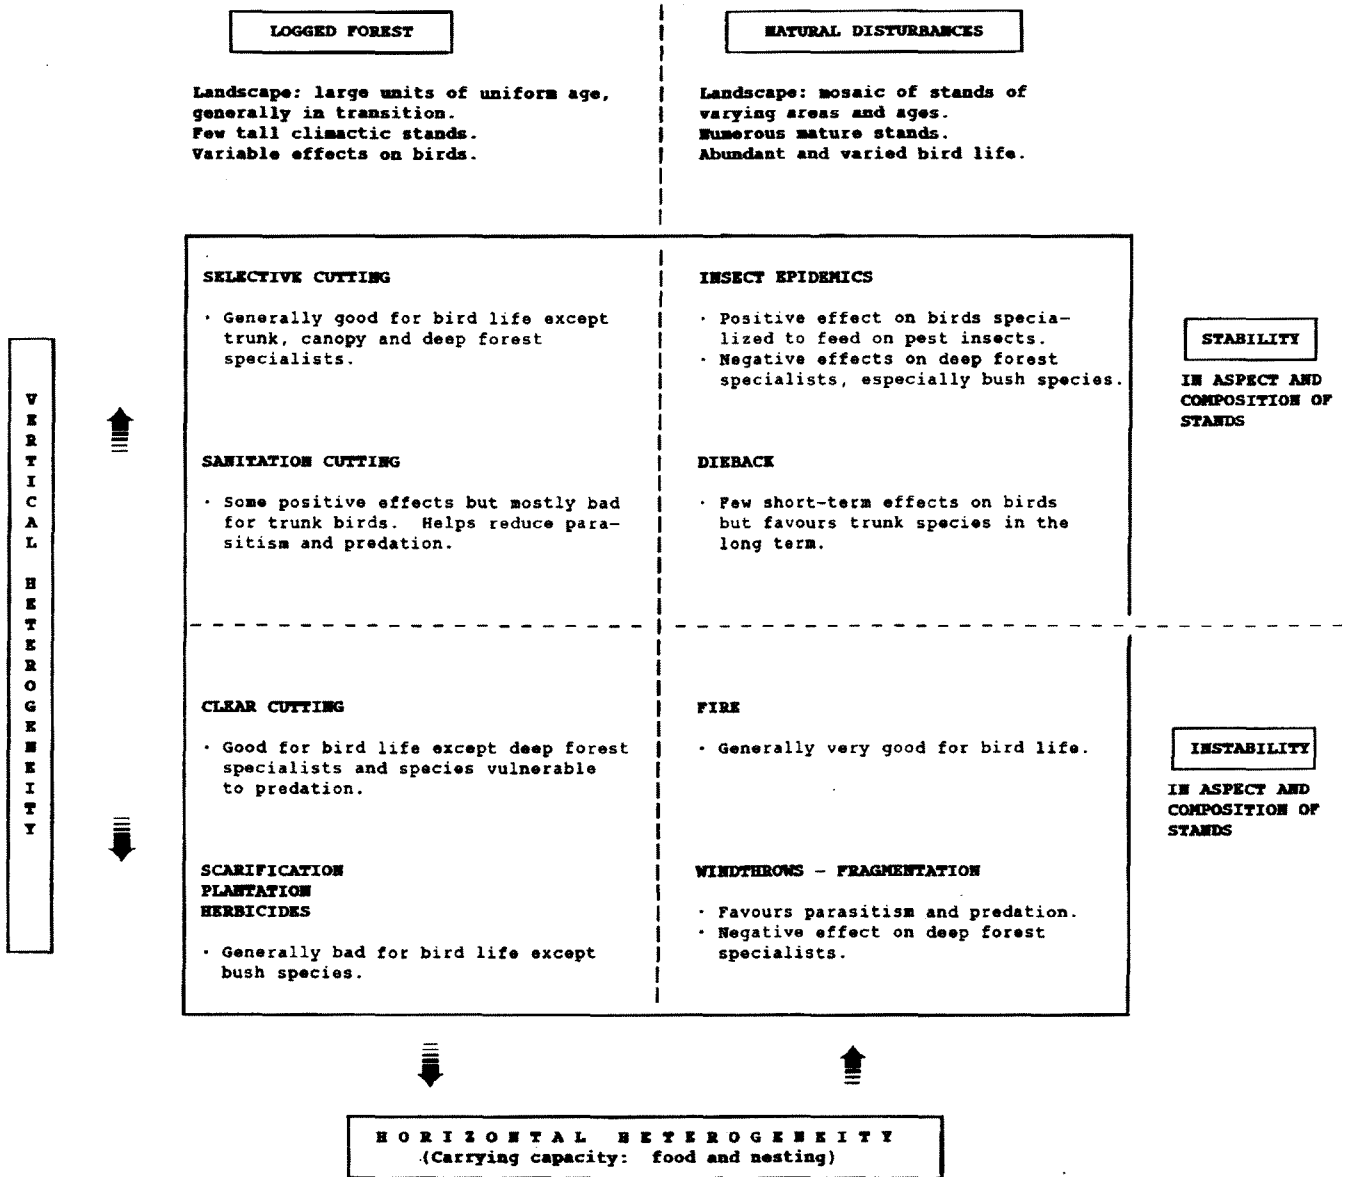 LOGGED FOREST
Landscape: large units of uniform age,
generally in transition.
Few tall climactic stands.
Variable effects on birds.
NATURAL DISTURBANCES
Landscape: mosaic of stands of
varying areas and ages.
Numerous mature stands.
Abundant and varied bird life.
VERTICAL HETEROGENEITY
SELECTIVE CUTTING
· Generally good for bird life except
trunk, canopy and deep forest
specialists.
INSECT EPIDEMICS
· Positive effect on birds specia-
lized to feed on pest insects.
· Negative effects on deep forest
specialists, especially bush species.
STABILITY
IN ASPECT AND
COMPOSITION OF
STANDS
SANITATION CUTTING
· Some positive effects but mostly bad
for trunk birds. Helps reduce para-
sitism and predation.
DIEBACK
· Few short-term effects on birds
but favours trunk species in the
long term.
CLEAR CUTTING
· Good for bird life except deep forest
specialists and species vulnerable
to predation.
FIRE
· Generally very good for bird life.
INSTABILITY
IN ASPECT AND
COMPOSITION OF
STANDS
SCARIFICATION
PLANTATION
HERBICIDES
· Generally bad for bird life except
bush species.
WINDTHROWS - FRAGMENTATION
· Favours parasitism and predation.
· Negative effect on deep forest
specialists.
HORIZONTAL HETEROGENEITY
(Carrying capacity: food and nesting)